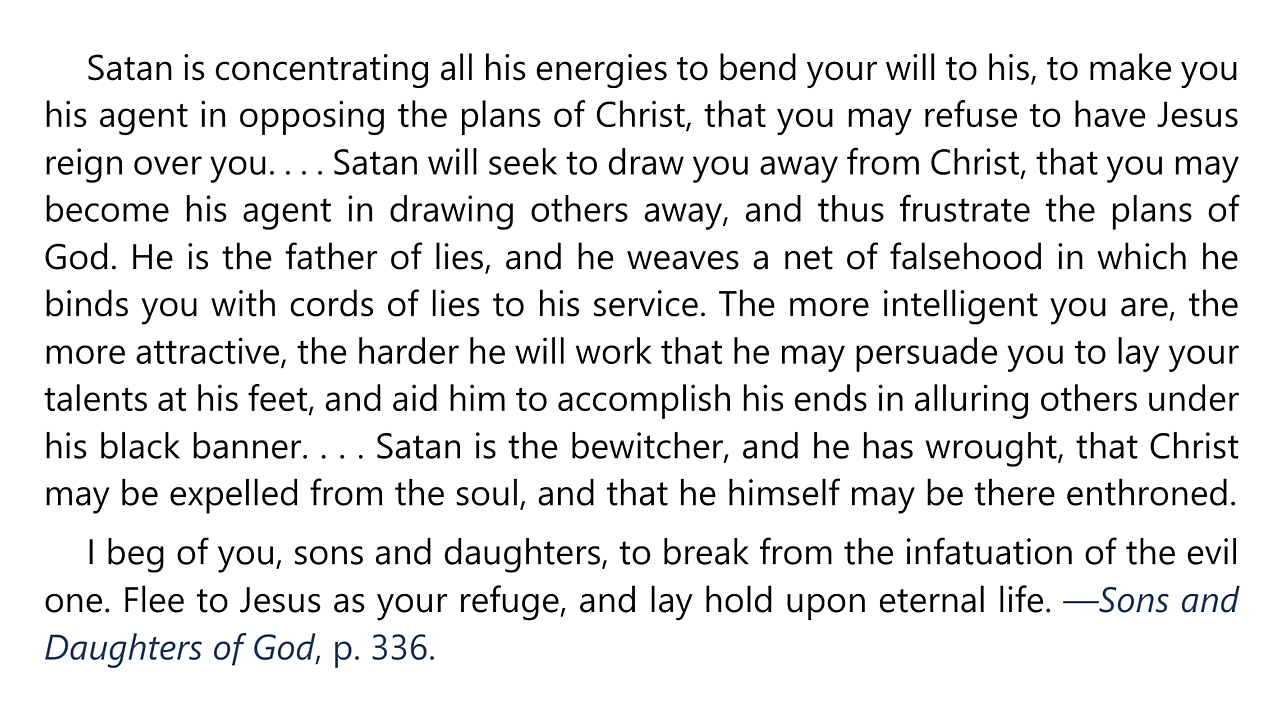 Satan is concentrating all his energies to bend your will to his, to make you
his agent in opposing the plans of Christ, that you may refuse to have Jesus
reign over you. . . . Satan will seek to draw you away from Christ, that you may
become his agent in drawing others away, and thus frustrate the plans of
God. He is the father of lies, and he weaves a net of falsehood in which he
binds you with cords of lies to his service. The more intelligent you are, the
more attractive, the harder he will work that he may persuade you to lay your
talents at his feet, and aid him to accomplish his ends in alluring others under
his black banner. . . . Satan is the bewitcher, and he has wrought, that Christ
may be expelled from the soul, and that he himself may be there enthroned.
I beg of you, sons and daughters, to break from the infatuation of the evil
one. Flee to Jesus as your refuge, and lay hold upon eternal life. —Sons and
Daughters of God, p. 336.